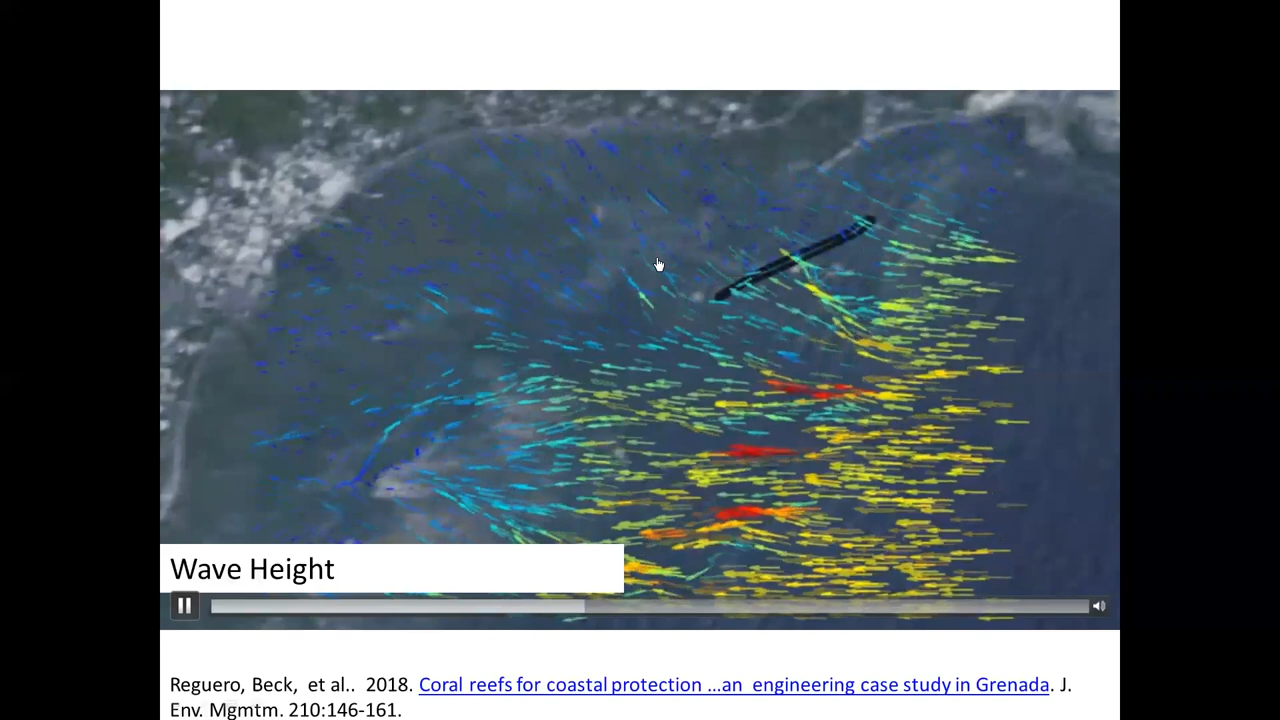 Wave Height
Reguero, Beck, et al.. 2018. Coral reefs for coastal protection ...an engineering case study in Grenada. J.
Env. Mgmtm. 210:146-161.